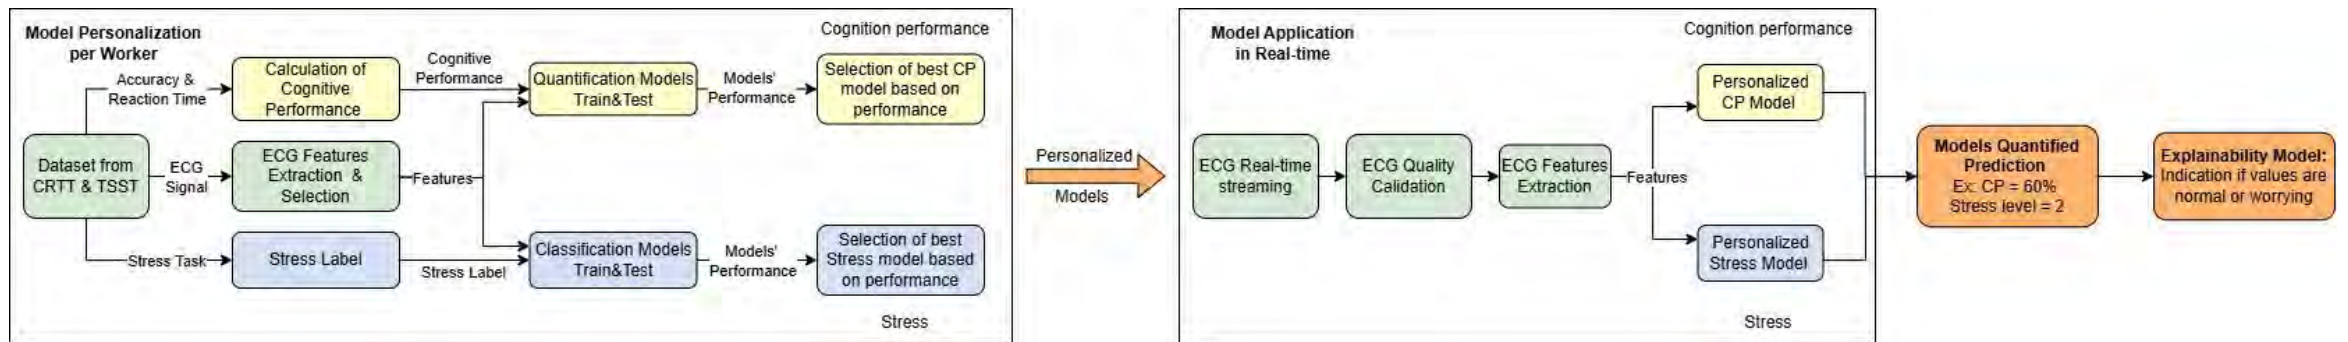 Model Personalization
per Worker
Cognition performance
Accuracy &
Reaction Time
Calculation of
Cognitive
Performance
Cognitive
Performance
Quantification Models
Train&Test
Models'
Performance
Selection of best CP
model based on
performance
Dataset from
CRTT & TSST
ECG
Signal
ECG Features
Extraction &
Selection
Features
Stress Task
Stress Label
Stress Label
Classification Models
Train&Test
Models'
Performance
Selection of best
Stress model based
on performance
Stress
Personalized
Models
Model Application
in Real-time
Cognition performance
ECG Real-time
streaming
ECG Quality
Calidation
ECG Features
Extraction
Features
Personalized
CP Model
Personalized
Stress Model
Stress
Models Quantified
Prediction
Ex: CP = 60%
Stress level = 2
Explainability Model:
Indication if values are
normal or worrying